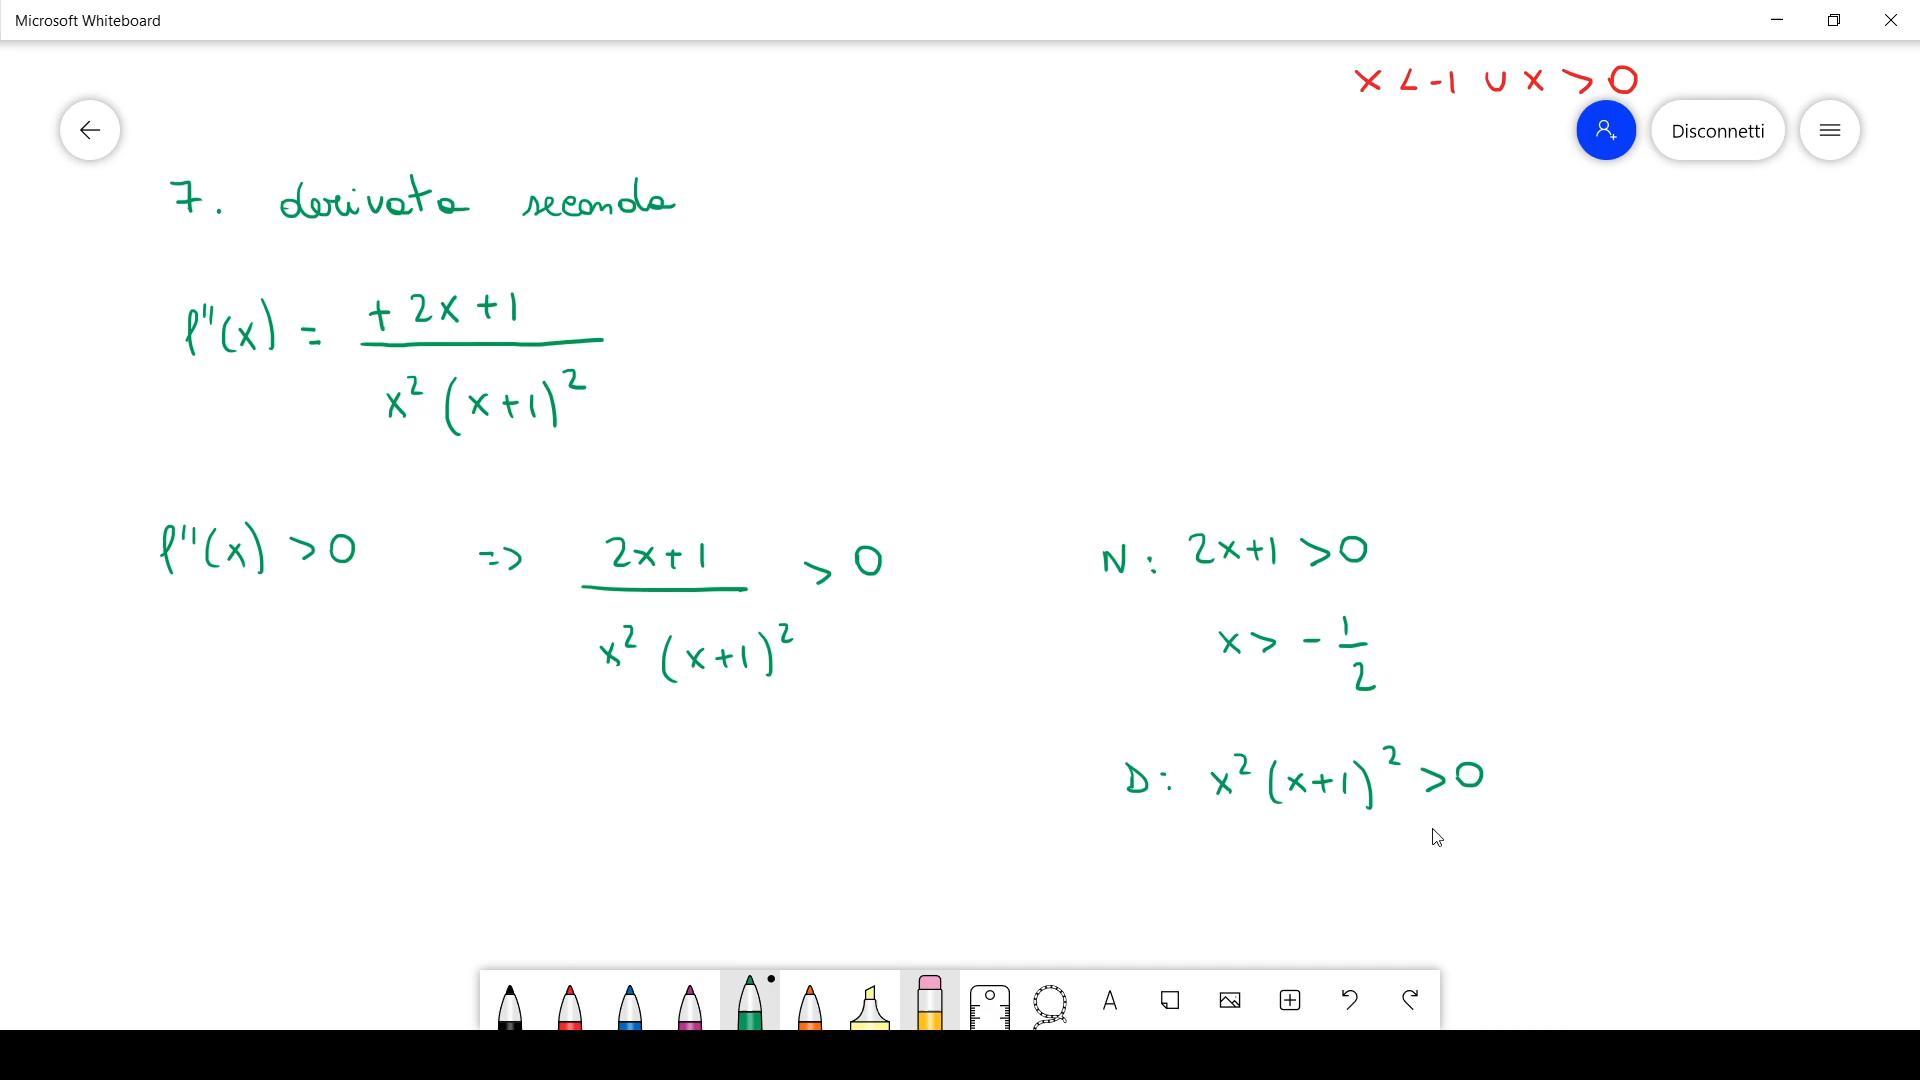 Microsoft Whiteboard
x < -1 ∪ x > 0
Disconnetti
7. derivata seconda
f''(x) = (+2x+1)/(x²(x+1)²)
f''(x) > 0 => (2x+1)/(x²(x+1)²) > 0
N: 2x+1 > 0
x > -1/2
D: x²(x+1)² > 0
A